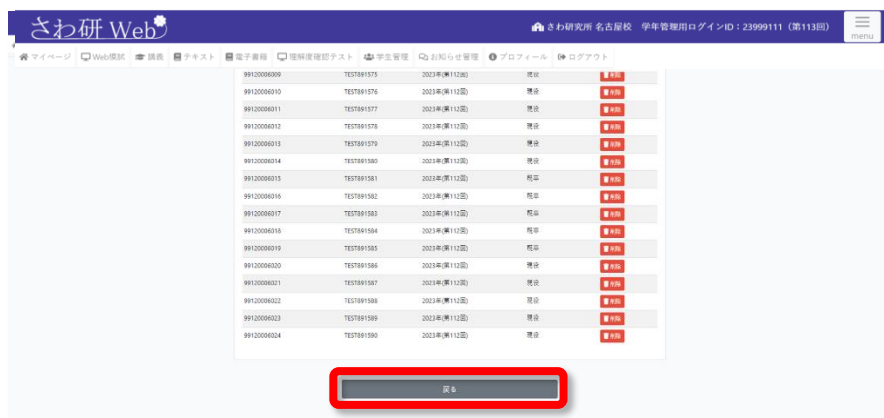 さわ研 Web
さわ研究所 名古屋校 学年管理用ログインID：23999111（第113回）
menu
マイページ Web模試 講義 テキスト 電子書籍 理解度確認テスト 学生管理 お知らせ管理 プロフィール ログアウト
99120006009 TEST891575 2023年(第112回) 現役 削除
99120006010 TEST891576 2023年(第112回) 現役 削除
99120006011 TEST891577 2023年(第112回) 現役 削除
99120006012 TEST891578 2023年(第112回) 現役 削除
99120006013 TEST891579 2023年(第112回) 現役 削除
99120006014 TEST891580 2023年(第112回) 現役 削除
99120006015 TEST891581 2023年(第112回) 既卒 削除
99120006016 TEST891582 2023年(第112回) 既卒 削除
99120006017 TEST891583 2023年(第112回) 既卒 削除
99120006018 TEST891584 2023年(第112回) 既卒 削除
99120006019 TEST891585 2023年(第112回) 既卒 削除
99120006020 TEST891586 2023年(第112回) 現役 削除
99120006021 TEST891587 2023年(第112回) 現役 削除
99120006022 TEST891588 2023年(第112回) 現役 削除
99120006023 TEST891589 2023年(第112回) 現役 削除
99120006024 TEST891590 2023年(第112回) 現役 削除
戻る